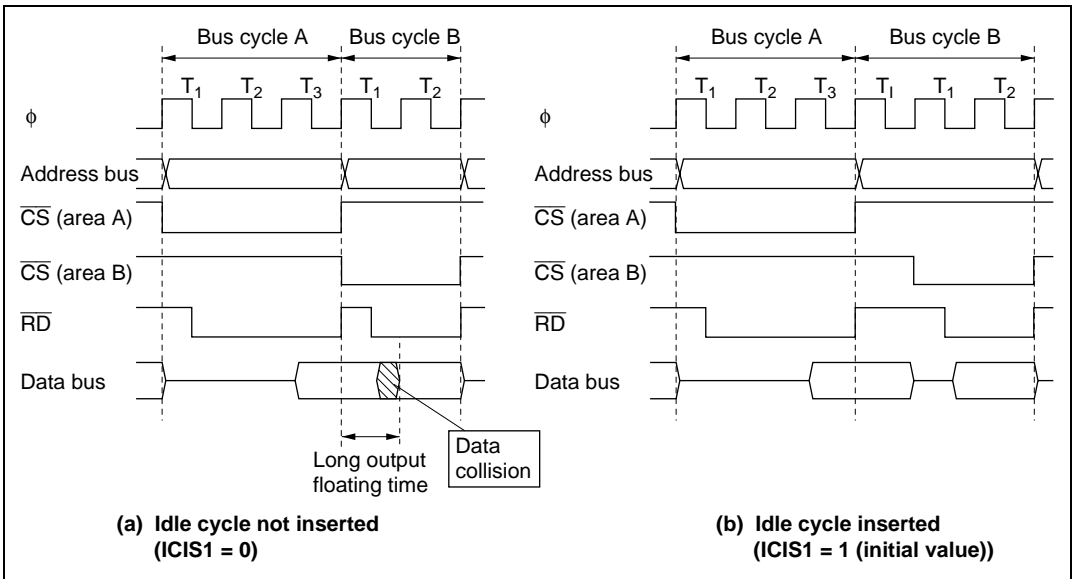 Bus cycle A Bus cycle B
T1 T2 T3 T1 T2
ϕ
Address bus
CS (area A)
CS (area B)
RD
Data bus
Long output
floating time
Data
collision
(a) Idle cycle not inserted
(ICIS1 = 0)
Bus cycle A Bus cycle B
T1 T2 T3 TI T1 T2
ϕ
Address bus
CS (area A)
CS (area B)
RD
Data bus
(b) Idle cycle inserted
(ICIS1 = 1 (initial value))